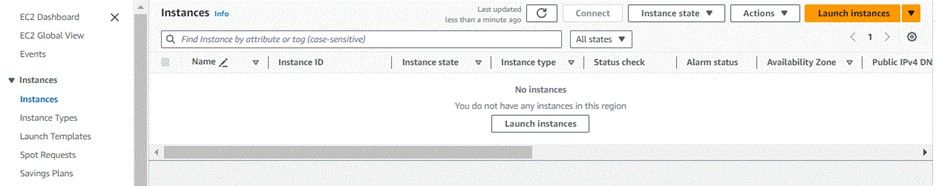 EC2 Dashboard
EC2 Global View
Events
Instances
Instances
Instance Types
Launch Templates
Spot Requests
Savings Plans
Instances Info
Last updated
less than a minute ago
Connect
Instance state
Actions
Launch instances
Find Instance by attribute or tag (case-sensitive)
All states
1
Name
Instance ID
Instance state
Instance type
Status check
Alarm status
Availability Zone
Public IPv4 DN
No instances
You do not have any instances in this region
Launch instances